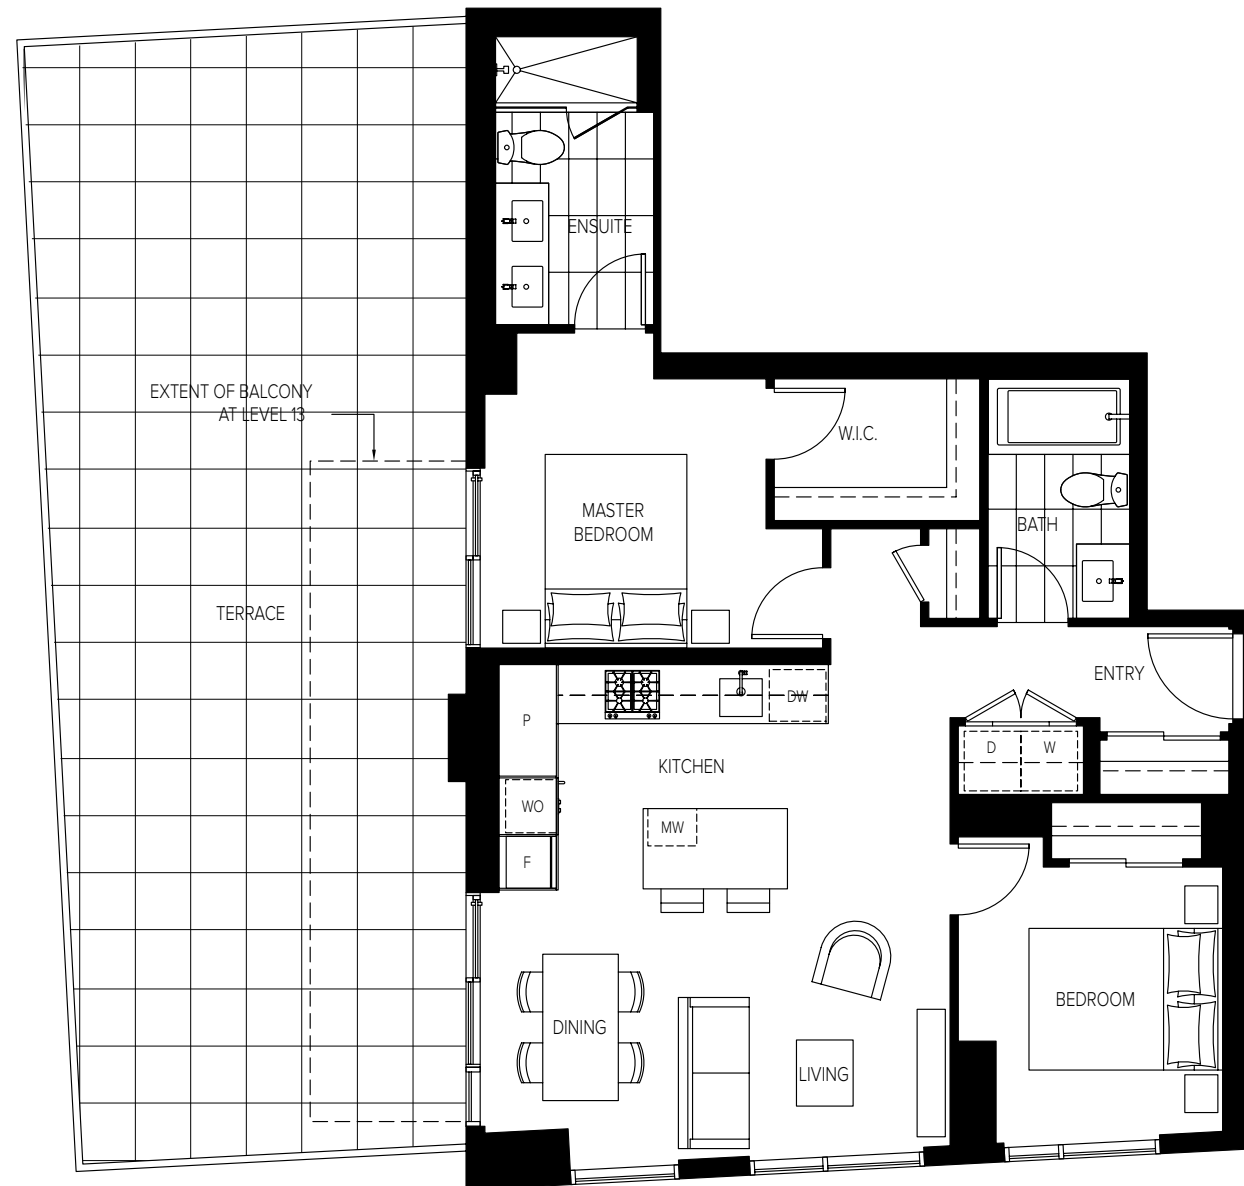 ENSUITE
EXTENT OF BALCONY
AT LEVEL 13
W.I.C.
MASTER
BEDROOM
BATH
TERRACE
ENTRY
DW
P
D
W
KITCHEN
WO
MW
F
BEDROOM
DINING
LIVING